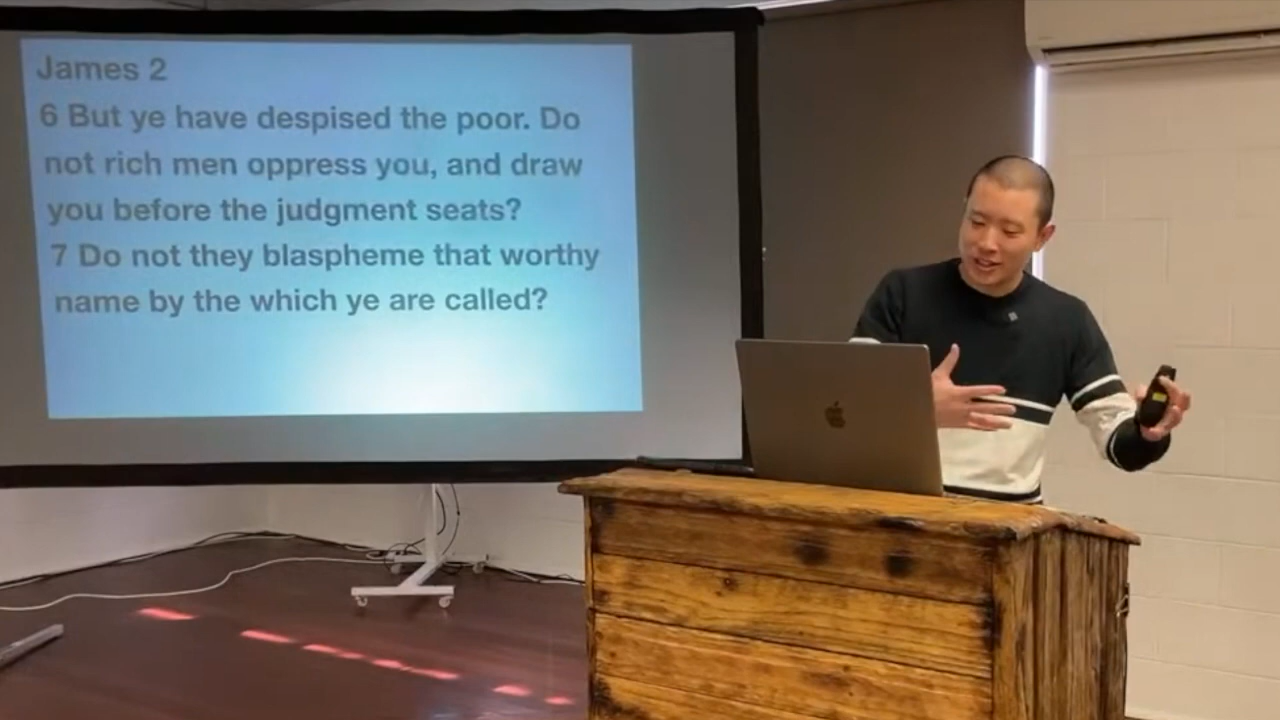 James 2
6 But ye have despised the poor. Do
not rich men oppress you, and draw
you before the judgment seats?
7 Do not they blaspheme that worthy
name by the which ye are called?